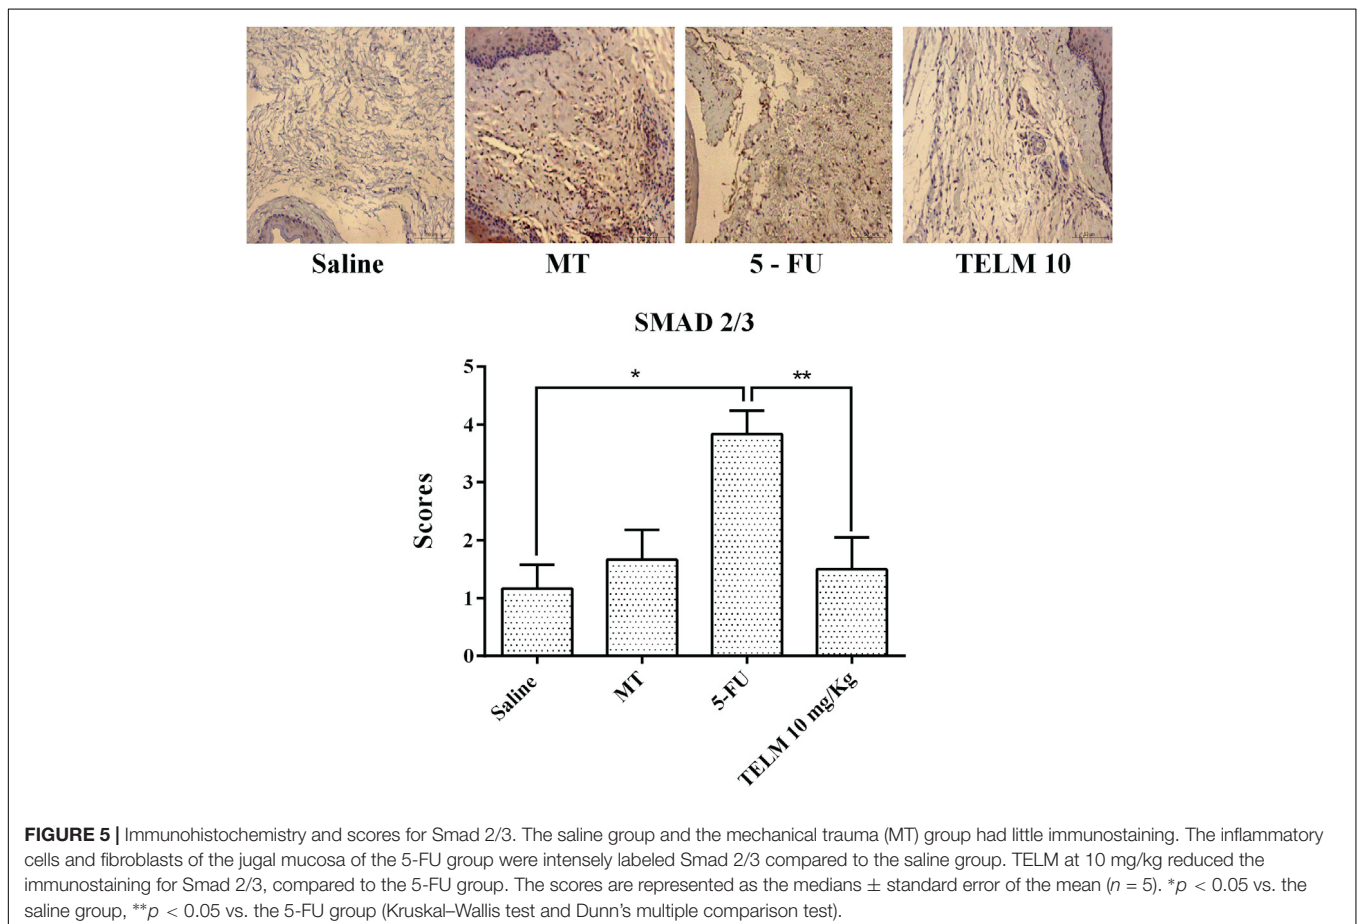 Saline
MT
5 - FU
TELM 10
SMAD 2/3
Scores
5
4
3
2
1
0
*
**
Saline
MT
5-FU
TELM 10 mg/Kg
FIGURE 5 | Immunohistochemistry and scores for Smad 2/3. The saline group and the mechanical trauma (MT) group had little immunostaining. The inflammatory
cells and fibroblasts of the jugal mucosa of the 5-FU group were intensely labeled Smad 2/3 compared to the saline group. TELM at 10 mg/kg reduced the
immunostaining for Smad 2/3, compared to the 5-FU group. The scores are represented as the medians ± standard error of the mean (n = 5). *p < 0.05 vs. the
saline group, **p < 0.05 vs. the 5-FU group (Kruskal–Wallis test and Dunn's multiple comparison test).